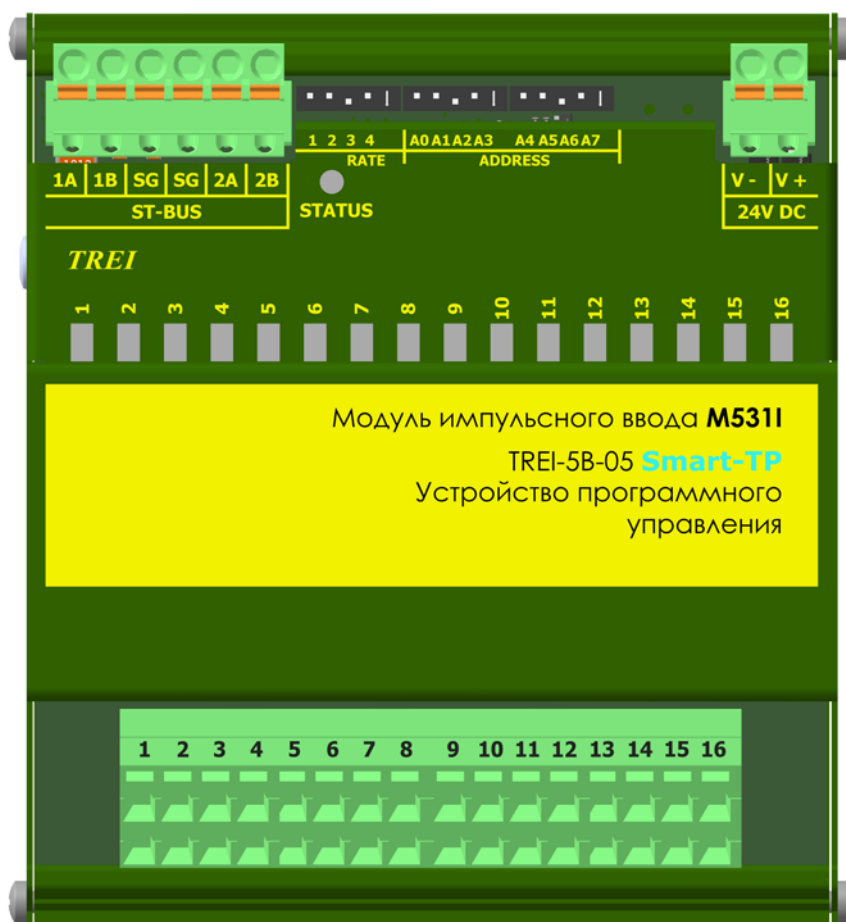 1 2 3 4 A0 A1 A2 A3 A4 A5 A6 A7
RATE ADDRESS
1A 1B SG SG 2A 2B
V - V +
ST-BUS
STATUS
24V DC
TREI
1 2 3 4 5 6 7 8 9 10 11 12 13 14 15 16
Модуль импульсного ввода M531I
TREI-5B-05 Smart-TP
Устройство программного
управления
1 2 3 4 5 6 7 8 9 10 11 12 13 14 15 16